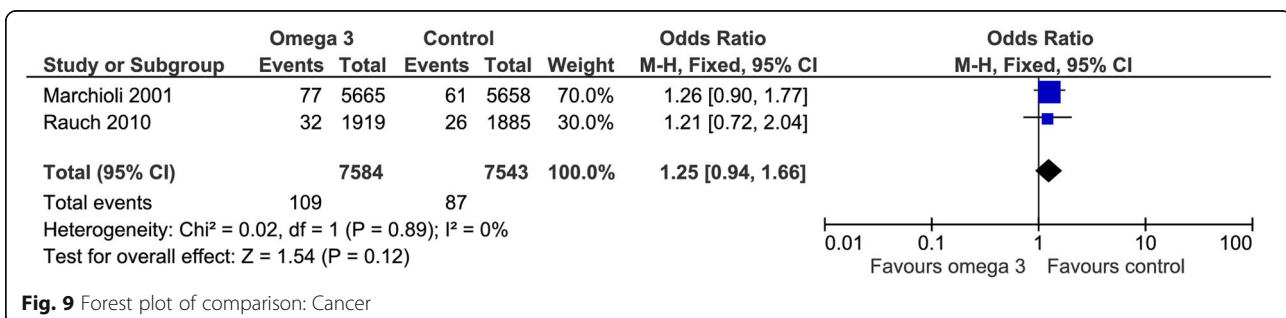 Omega 3 Control Odds Ratio Odds Ratio
Study or Subgroup Events Total Events Total Weight M-H, Fixed, 95% CI M-H, Fixed, 95% CI
Marchioli 2001 77 5665 61 5658 70.0% 1.26 [0.90, 1.77]
Rauch 2010 32 1919 26 1885 30.0% 1.21 [0.72, 2.04]
Total (95% CI) 7584 7543 100.0% 1.25 [0.94, 1.66]
Total events 109 87
Heterogeneity: Chi² = 0.02, df = 1 (P = 0.89); I² = 0%
Test for overall effect: Z = 1.54 (P = 0.12)
0.01 0.1 1 10 100
Favours omega 3 Favours control
Fig. 9 Forest plot of comparison: Cancer